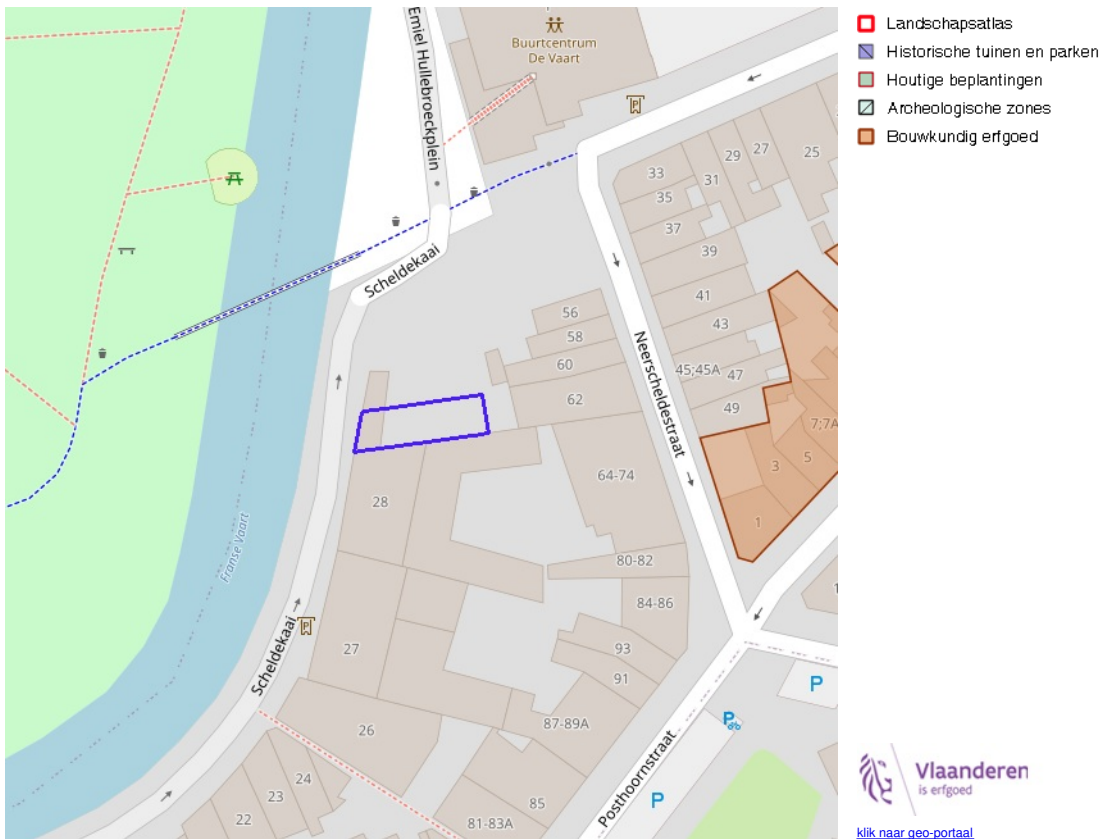 Emiel Hullebroeckplein
Buurtcentrum
De Vaart
P
33
35
37
39
41
43
45;45A
47
49
31
29
27
25
Scheldekaai
56
58
60
62
Neerscheldestraat
7;7A
5
3
1
64-74
28
Franse Vaart
80-82
84-86
93
91
87-89A
P
Scheldekaai
27
26
24
23
22
85
81-83A
Posthoornstraat
P
P
P
Landschapsatlas
Historische tuinen en parken
Houtige beplantingen
Archeologische zones
Bouwkundig erfgoed
Vlaanderen
is erfgoed
klik naar geo-portaal